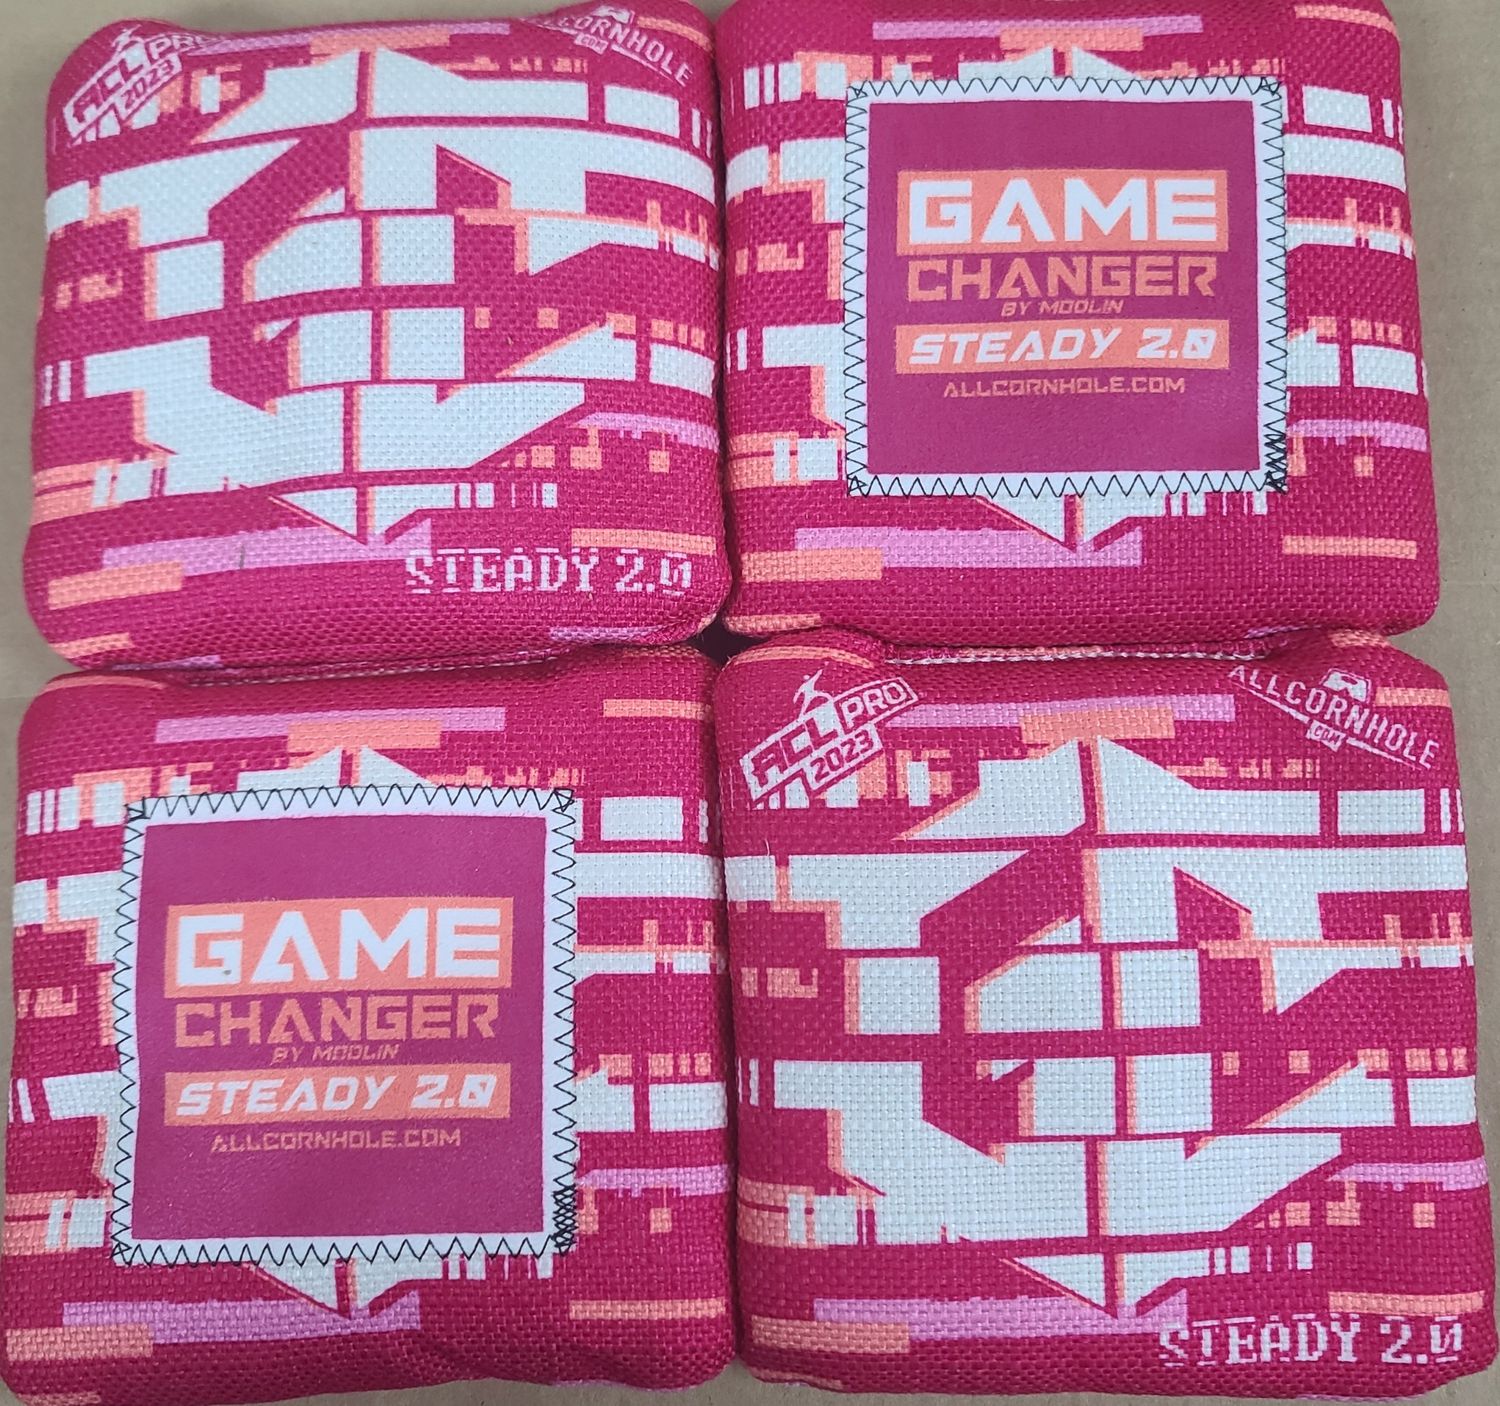 ACL PRO
2023
ALLCORNHOLE
.COM
STEADY 2.0
GAME
CHANGER
BY MOOLIN
STEADY 2.0
ALLCORNHOLE.COM
GAME
CHANGER
BY MOOLIN
STEADY 2.0
ALLCORNHOLE.COM
ACL PRO
2023
ALLCORNHOLE
.COM
STEADY 2.0